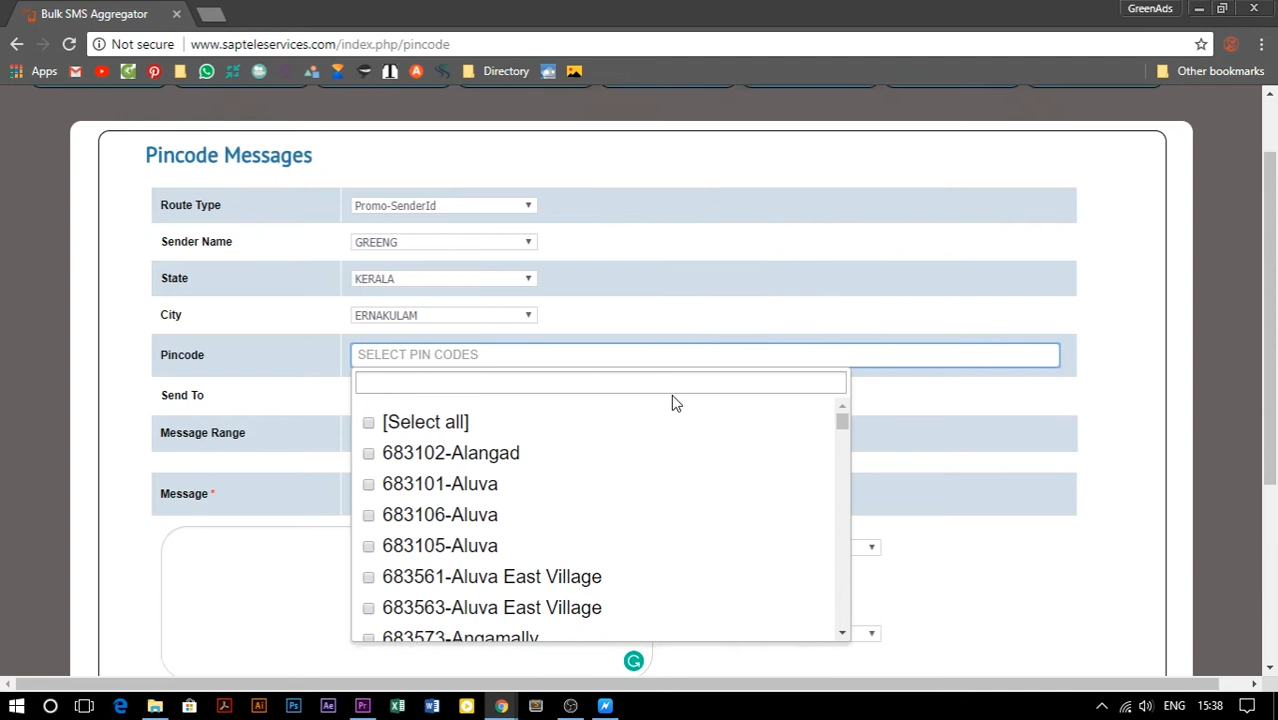 Bulk SMS Aggregator
GreenAds
Not secure www.sapteleservices.com/index.php/pincode
Apps Directory Other bookmarks
Pincode Messages
Route Type Promo-SenderId
Sender Name GREENG
State KERALA
City ERNAKULAM
Pincode SELECT PIN CODES
Send To
[Select all]
Message Range
683102-Alangad
683101-Aluva
Message *
683106-Aluva
683105-Aluva
683561-Aluva East Village
683563-Aluva East Village
683573-Angamally
ENG 15:38